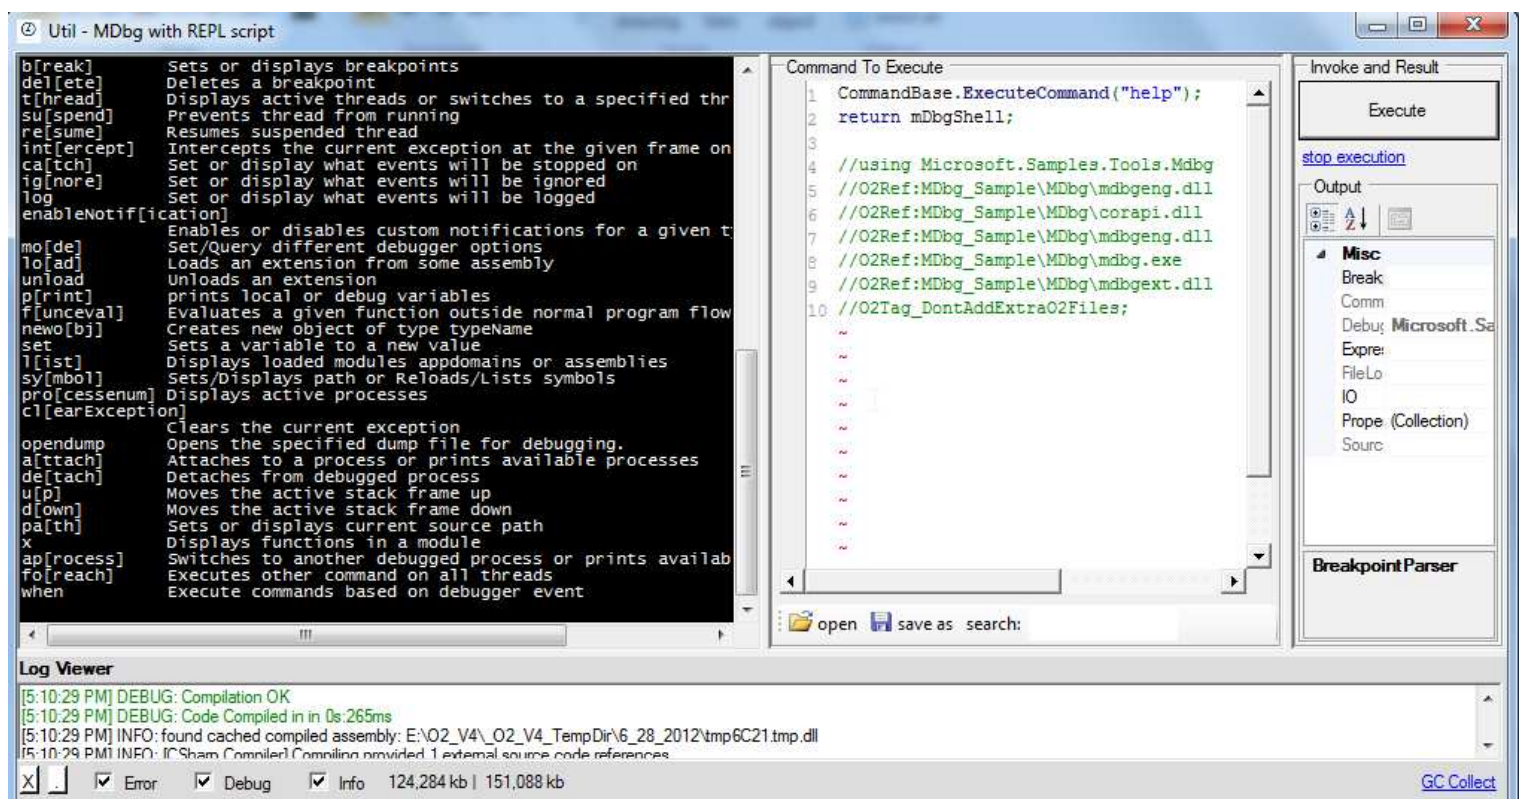 Util - MDbg with REPL script
b[reak] Sets or displays breakpoints
del[ete] Deletes a breakpoint
t[hread] Displays active threads or switches to a specified thr
su[spend] Prevents thread from running
re[sume] Resumes suspended thread
int[ercept] Intercepts the current exception at the given frame on
ca[tch] Set or display what events will be stopped on
ig[nore] Set or display what events will be ignored
log Set or display what events will be logged
enableNotif[ication]
Enables or disables custom notifications for a given t
mo[de] Set/Query different debugger options
lo[ad] Loads an extension from some assembly
unload Unloads an extension
p[rint] prints local or debug variables
f[unceval] Evaluates a given function outside normal program flow
newo[bj] Creates new object of type typeName
set Sets a variable to a new value
l[ist] Displays loaded modules appdomains or assemblies
sy[mbol] Sets/Displays path or Reloads/Lists symbols
pro[cessenum] Displays active processes
cl[earException]
Clears the current exception
opendump Opens the specified dump file for debugging.
a[ttach] Attaches to a process or prints available processes
de[tach] Detaches from debugged process
u[p] Moves the active stack frame up
d[own] Moves the active stack frame down
pa[th] Sets or displays current source path
x Displays functions in a module
ap[rocess] Switches to another debugged process or prints availab
fo[reach] Executes other command on all threads
when Execute commands based on debugger event
Command To Execute
1 CommandBase.ExecuteCommand("help");
2 return mDbgShell;
3
4 //using Microsoft.Samples.Tools.Mdbg
5 //O2Ref:MDbg_Sample\MDbg\mdbgeng.dll
6 //O2Ref:MDbg_Sample\MDbg\corapi.dll
7 //O2Ref:MDbg_Sample\MDbg\mdbgeng.dll
8 //O2Ref:MDbg_Sample\MDbg\mdbg.exe
9 //O2Ref:MDbg_Sample\MDbg\mdbgext.dll
10 //O2Tag_DontAddExtraO2Files;
~
~
~
~
~
~
~
~
~
~
open save as search:
Invoke and Result
Execute
stop execution
Output
Misc
Break
Comm
Debug Microsoft.Sa
Expre
FileLo
IO
Prope (Collection)
Sourc
BreakpointParser
Log Viewer
[5:10:29 PM] DEBUG: Compilation OK
[5:10:29 PM] DEBUG: Code Compiled in in 0s:265ms
[5:10:29 PM] INFO: found cached compiled assembly: E:\O2_V4\_O2_V4_TempDir\6_28_2012\tmp6C21.tmp.dll
[5:10:29 PM] INFO: [CSharp Compiler] Compiling provided 1 external source code references
X . Error Debug Info 124,284 kb | 151,088 kb GC Collect